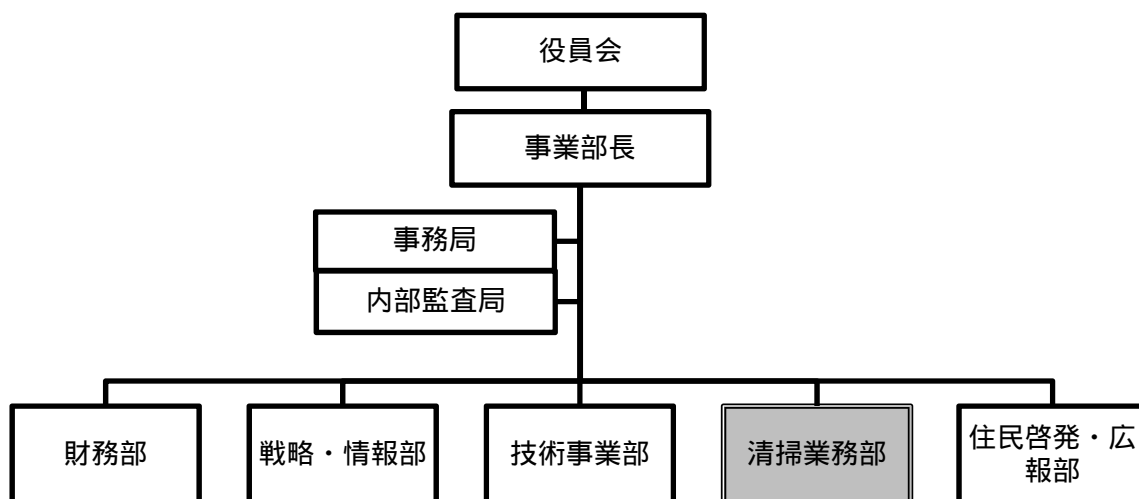 役員会
事業部長
事務局
内部監査局
財務部
戦略・情報部
技術事業部
清掃業務部
住民啓発・広
報部